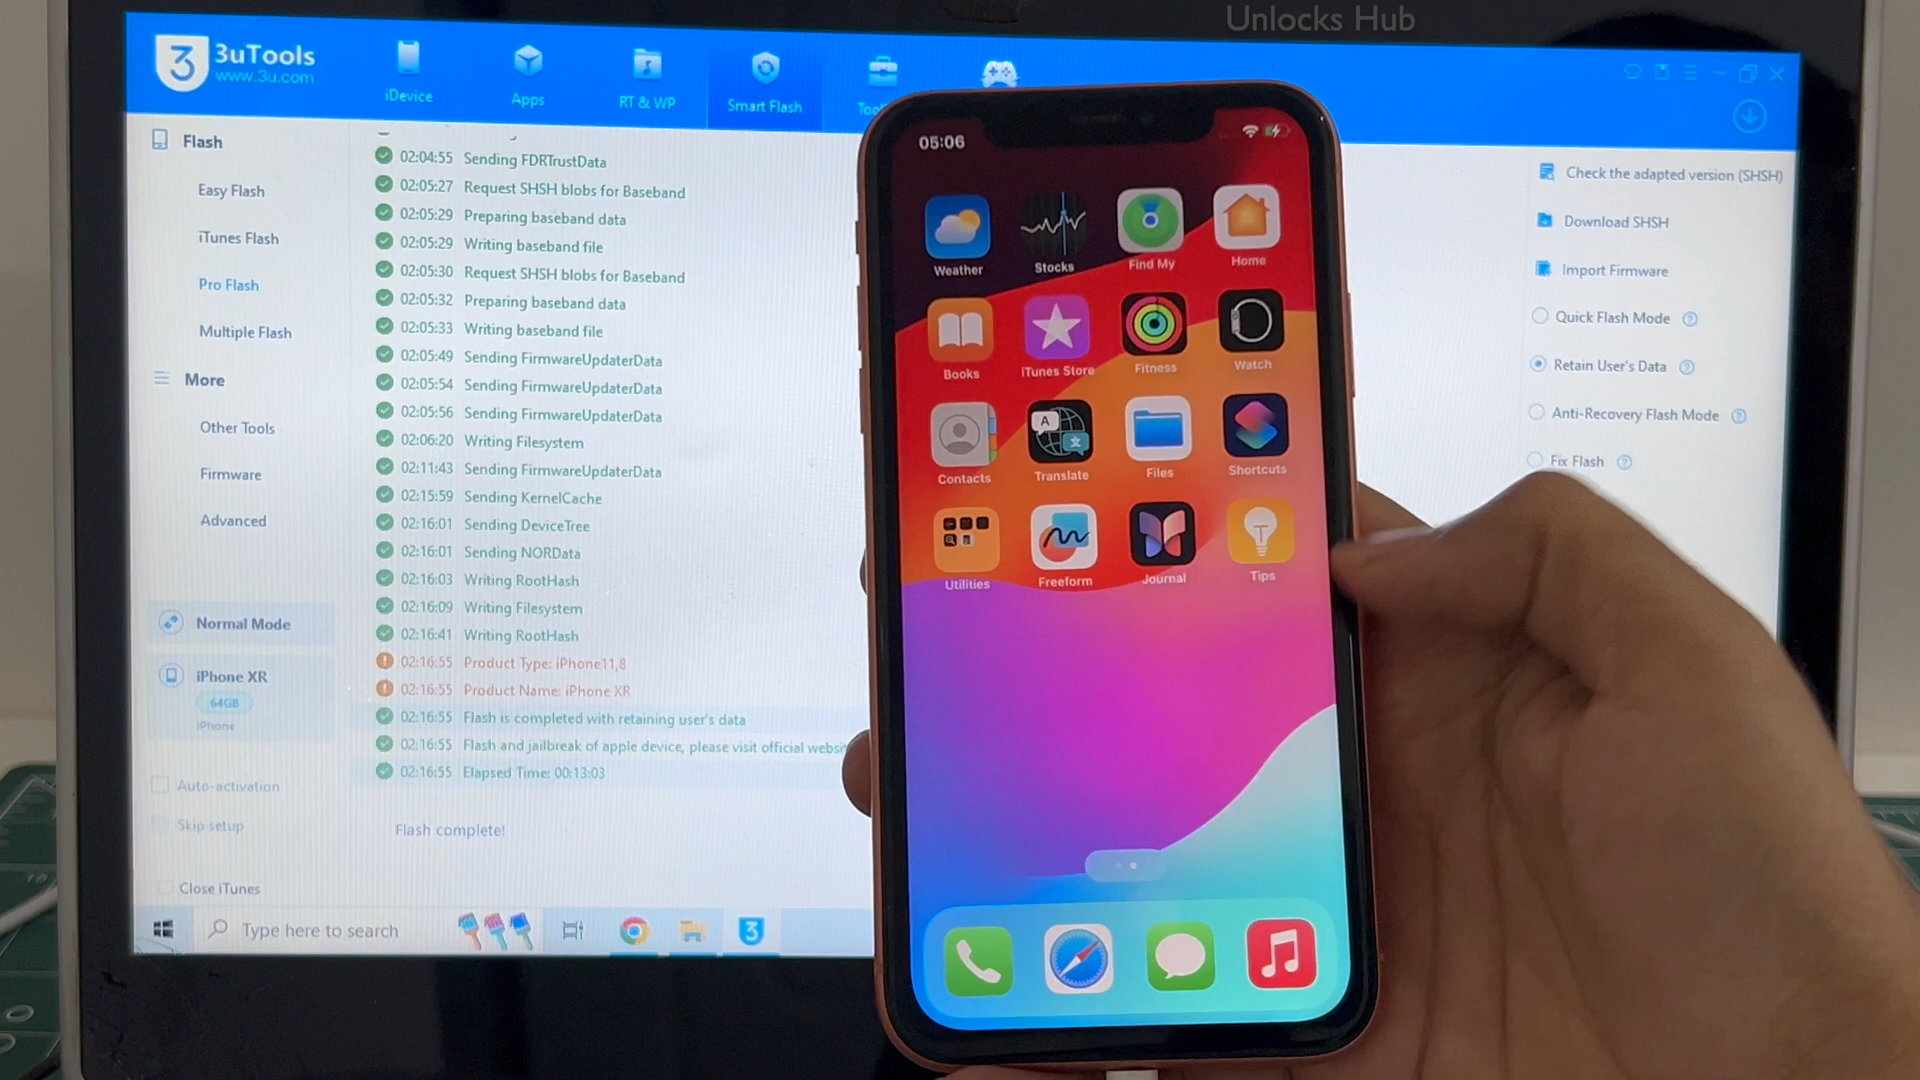 Unlocks Hub
3 3uTools
www.3u.com
iDevice
Apps
RT & WP
Smart Flash
Flash
Easy Flash
iTunes Flash
Pro Flash
Multiple Flash
More
Other Tools
Firmware
Advanced
Normal Mode
iPhone XR
64GB
iPhone
Auto-activation
Skip setup
Close iTunes
02:04:55 Sending FDRTrustData
02:05:27 Request SHSH blobs for Baseband
02:05:29 Preparing baseband data
02:05:29 Writing baseband file
02:05:30 Request SHSH blobs for Baseband
02:05:32 Preparing baseband data
02:05:33 Writing baseband file
02:05:49 Sending FirmwareUpdaterData
02:05:54 Sending FirmwareUpdaterData
02:05:56 Sending FirmwareUpdaterData
02:06:20 Writing Filesystem
02:11:43 Sending FirmwareUpdaterData
02:15:59 Sending KernelCache
02:16:01 Sending DeviceTree
02:16:01 Sending NORData
02:16:03 Writing RootHash
02:16:09 Writing Filesystem
02:16:41 Writing RootHash
02:16:55 Product Type: iPhone11,8
02:16:55 Product Name: iPhone XR
02:16:55 Flash is completed with retaining user's data
02:16:55 Flash and jailbreak of apple device, please visit official
02:16:55 Elapsed Time: 00:13:03
Flash complete!
Type here to search
3
05:06
Weather
Stocks
Find My
Home
Books
iTunes Store
Fitness
Watch
Contacts
Translate
Files
Shortcuts
Utilities
Freeform
Journal
Tips
Check the adapted version (SHSH)
Download SHSH
Import Firmware
Quick Flash Mode ?
Retain User's Data ?
Anti-Recovery Flash Mode ?
Fix Flash ?